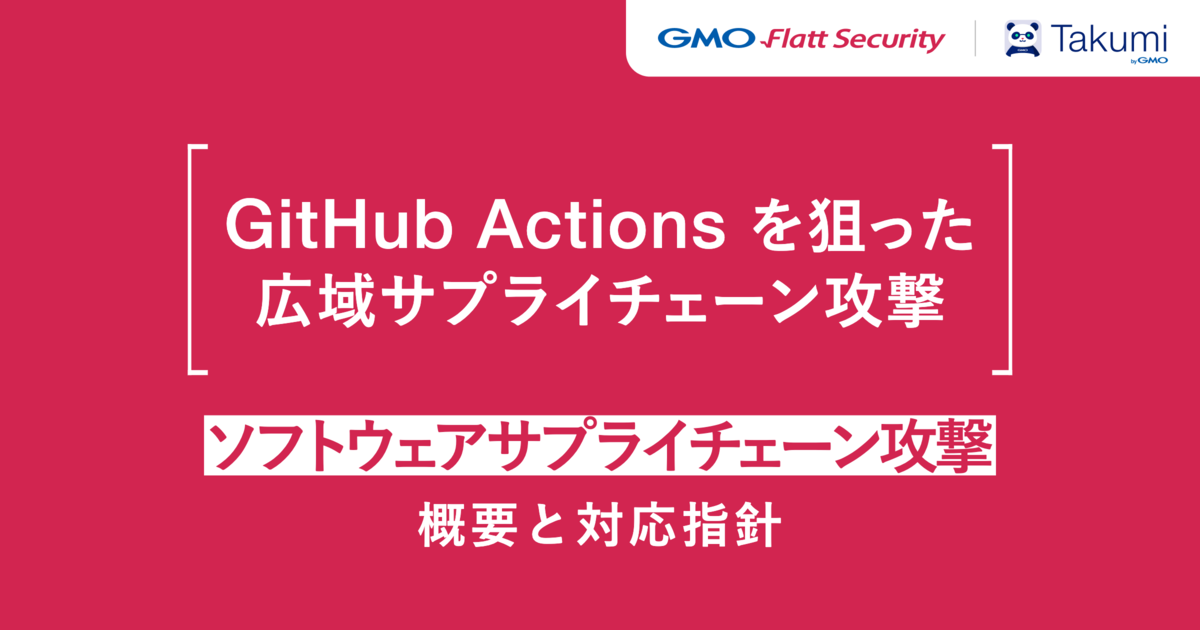 GMO Flatt Security
Takumi
by GMO
GitHub Actions を狙った
広域サプライチェーン攻撃
ソフトウェアサプライチェーン攻撃
概要と対応指針